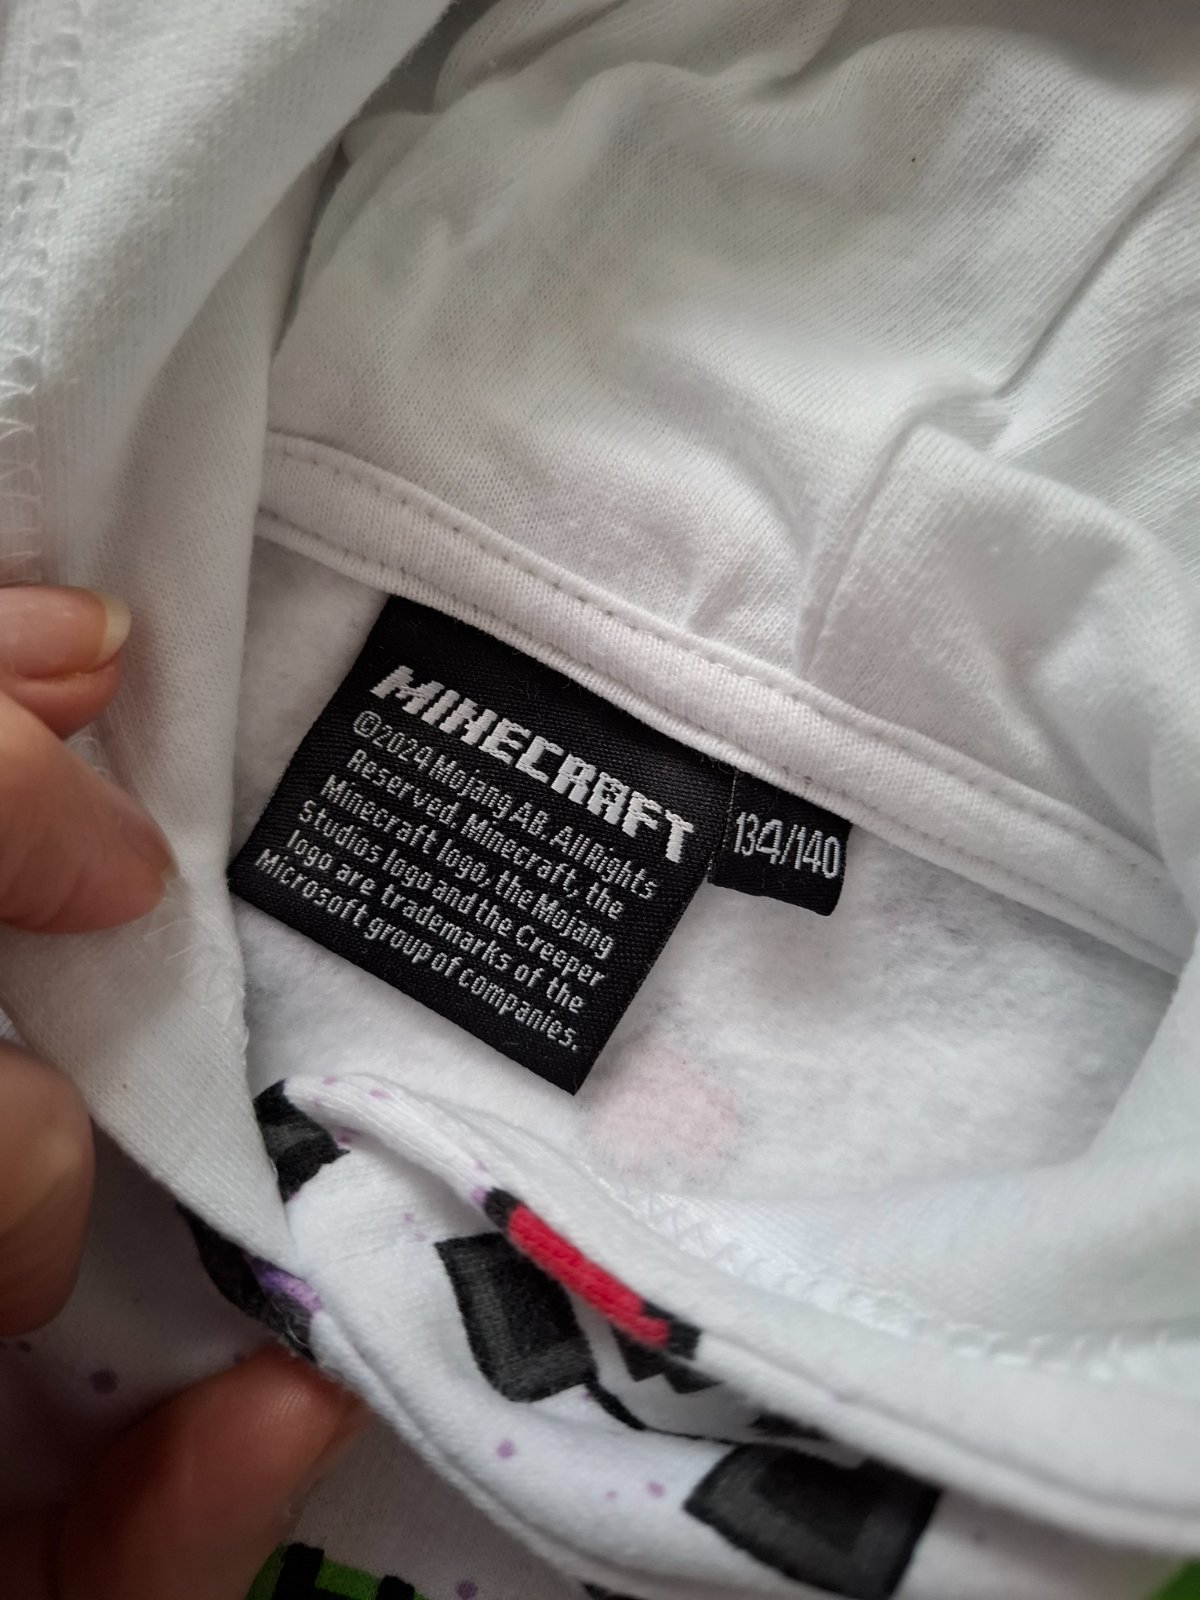 MINECRAFT
©2024 Mojang AB. All Rights
Reserved. Minecraft, the
Minecraft logo, the Mojang
Studios logo and the Creeper
logo are trademarks of the
Microsoft group of companies.
134/140